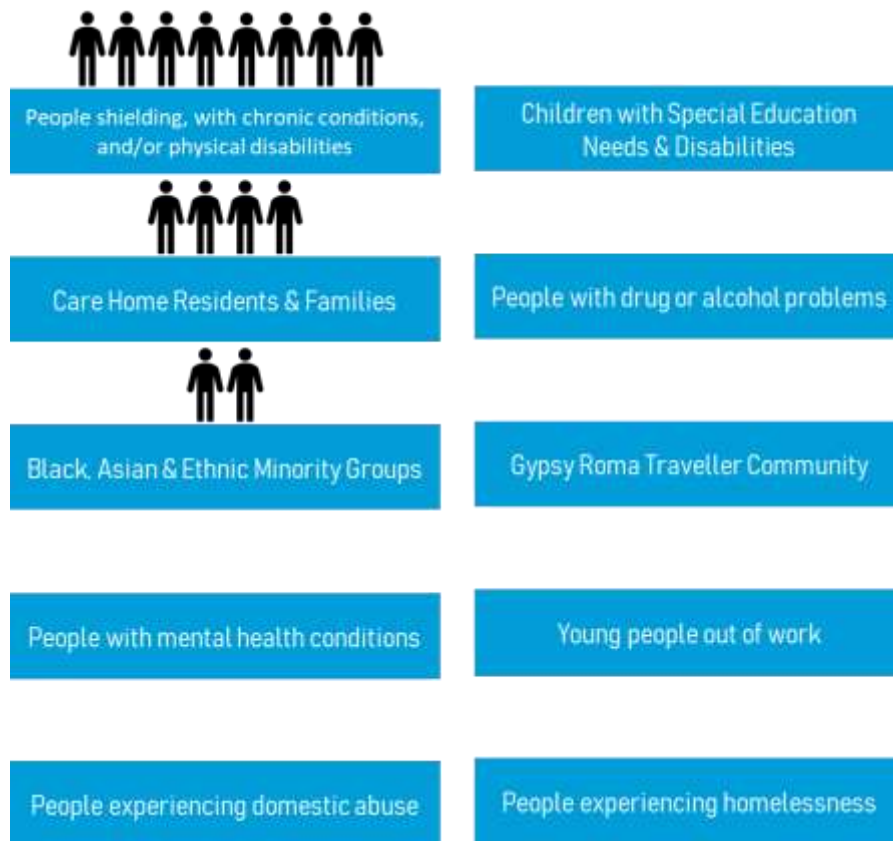 People shielding, with chronic conditions,
and/or physical disabilities
Children with Special Education
Needs & Disabilities
Care Home Residents & Families
People with drug or alcohol problems
Black, Asian & Ethnic Minority Groups
Gypsy Roma Traveller Community
People with mental health conditions
Young people out of work
People experiencing domestic abuse
People experiencing homelessness